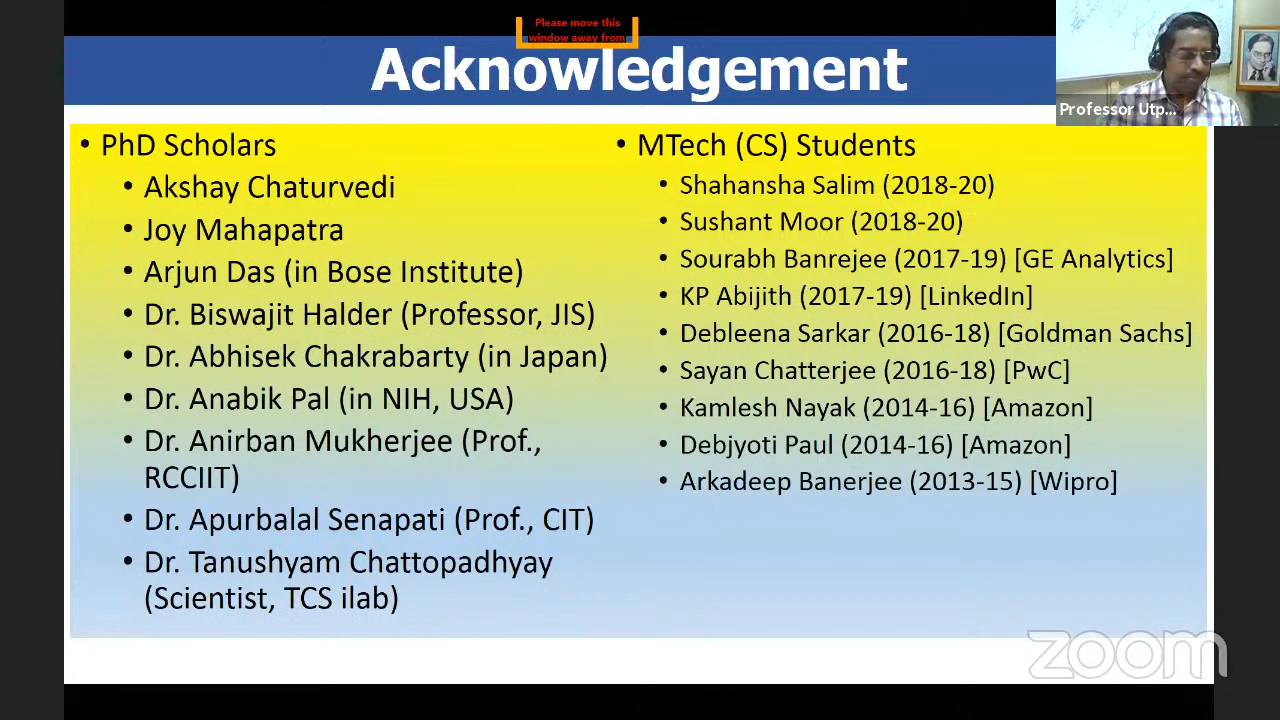 Please move this
window away from
Acknowledgement
Professor Utp...
• PhD Scholars
• Akshay Chaturvedi
• Joy Mahapatra
• Arjun Das (in Bose Institute)
• Dr. Biswajit Halder (Professor, JIS)
• Dr. Abhisek Chakrabarty (in Japan)
• Dr. Anabik Pal (in NIH, USA)
• Dr. Anirban Mukherjee (Prof.,
RCCIIT)
• Dr. Apurbalal Senapati (Prof., CIT)
• Dr. Tanushyam Chattopadhyay
(Scientist, TCS ilab)
• MTech (CS) Students
• Shahansha Salim (2018-20)
• Sushant Moor (2018-20)
• Sourabh Banrejee (2017-19) [GE Analytics]
• KP Abijith (2017-19) [LinkedIn]
• Debleena Sarkar (2016-18) [Goldman Sachs]
• Sayan Chatterjee (2016-18) [PwC]
• Kamlesh Nayak (2014-16) [Amazon]
• Debjyoti Paul (2014-16) [Amazon]
• Arkadeep Banerjee (2013-15) [Wipro]
zoom